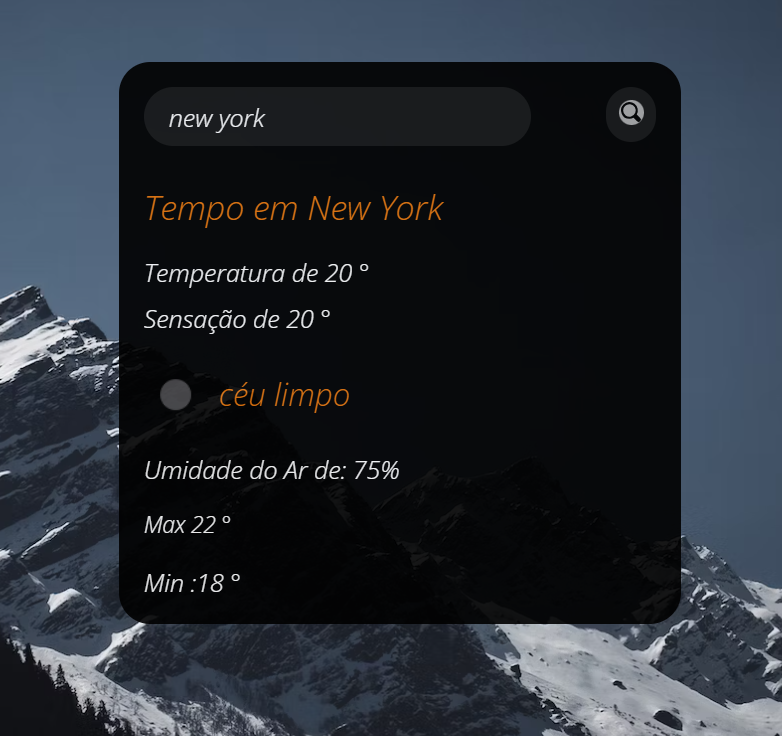 new york
Tempo em New York
Temperatura de 20 °
Sensação de 20 °
céu limpo
Umidade do Ar de: 75%
Max 22 °
Min :18 °